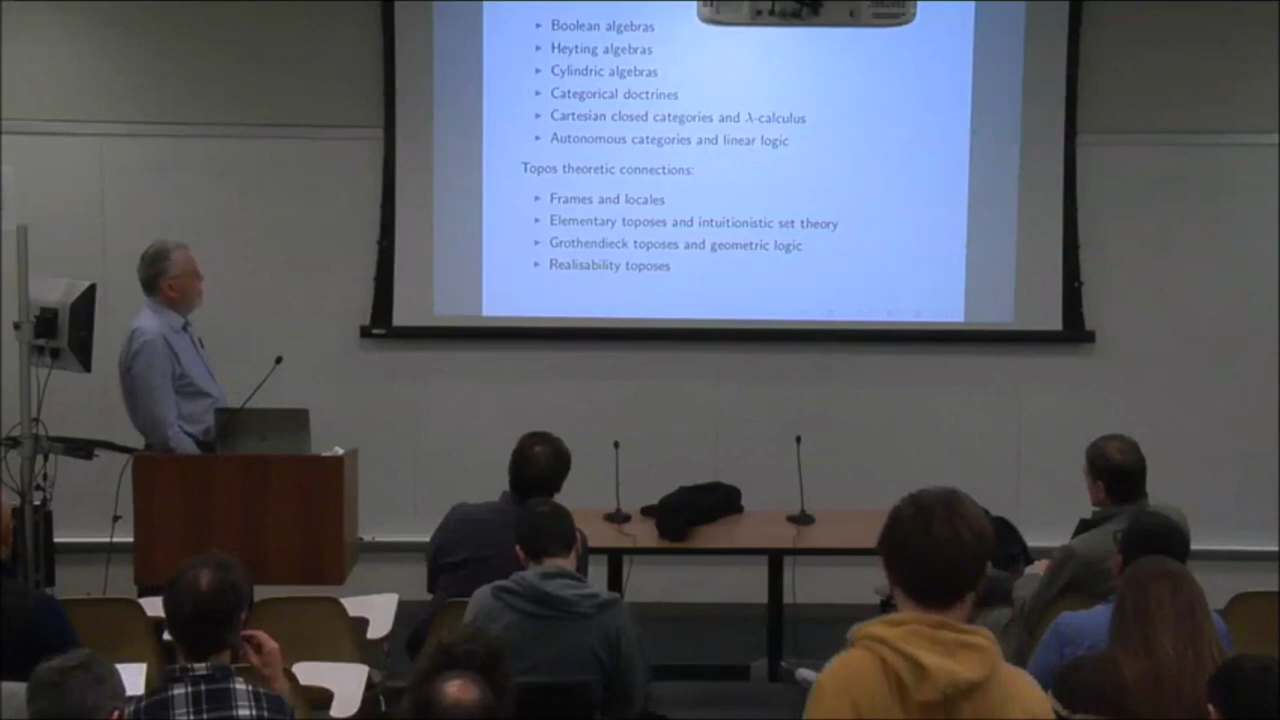 Boolean algebras
Heyting algebras
Cylindric algebras
Categorical doctrines
Cartesian closed categories and λ-calculus
Autonomous categories and linear logic
Topos theoretic connections:
Frames and locales
Elementary toposes and intuitionistic set theory
Grothendieck toposes and geometric logic
Realisability toposes